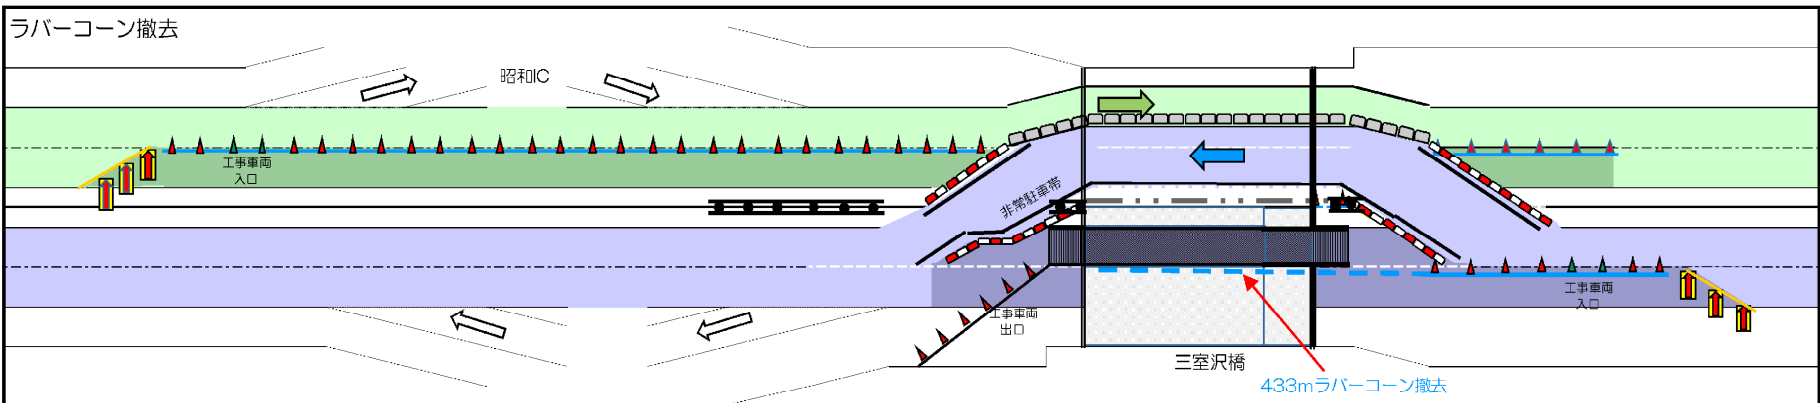 ラバーコーン撤去
昭和IC
工事車両
入口
非常駐車帯
工事車両
入口
工事車両
出口
三室沢橋
433mラバーコーン撤去